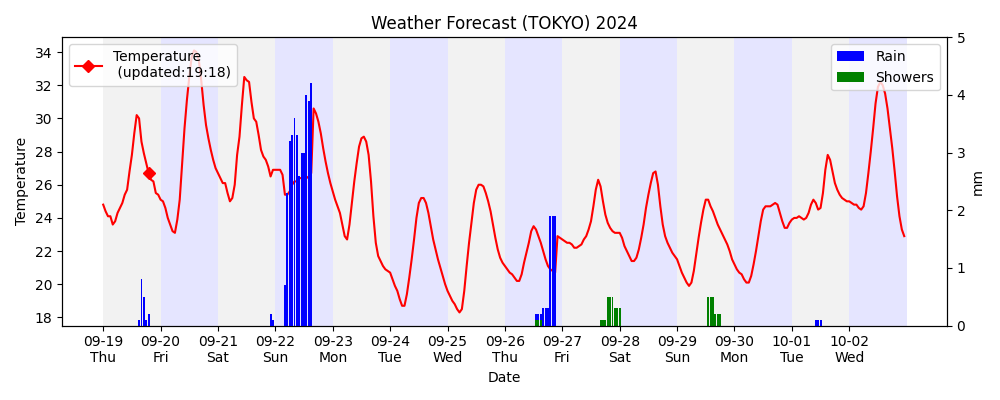 Weather Forecast (TOKYO) 2024
Temperature
(updated:19:18)
Rain
Showers
Temperature
34
32
30
28
26
24
22
20
18
mm
5
4
3
2
1
0
09-19 09-20 09-21 09-22 09-23 09-24 09-25 09-26 09-27 09-28 09-29 09-30 10-01 10-02
Thu Fri Sat Sun Mon Tue Wed Thu Fri Sat Sun Mon Tue Wed
Date